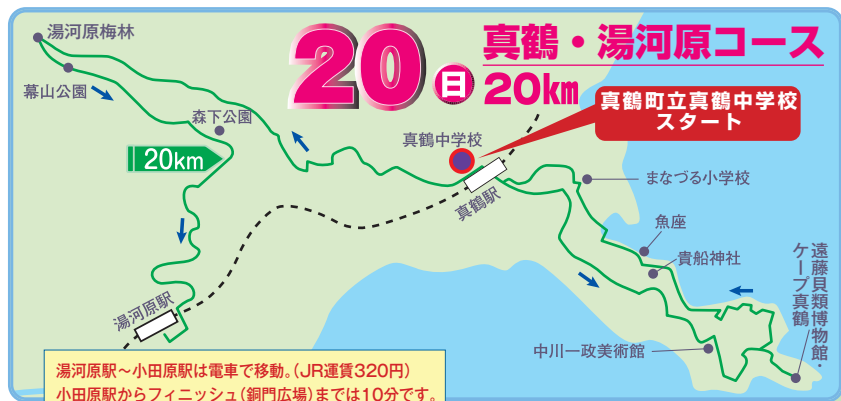 湯河原梅林
幕山公園
森下公園
20km
20
日
真鶴・湯河原コース
20km
真鶴町立真鶴中学校
スタート
真鶴中学校
真鶴駅
まなづる小学校
魚座
貴船神社
遠藤貝類博物館・
ケープ真鶴
中川一政美術館
湯河原駅
湯河原駅～小田原駅は電車で移動。(JR運賃320円)
小田原駅からフィニッシュ(銅門広場)までは10分です。